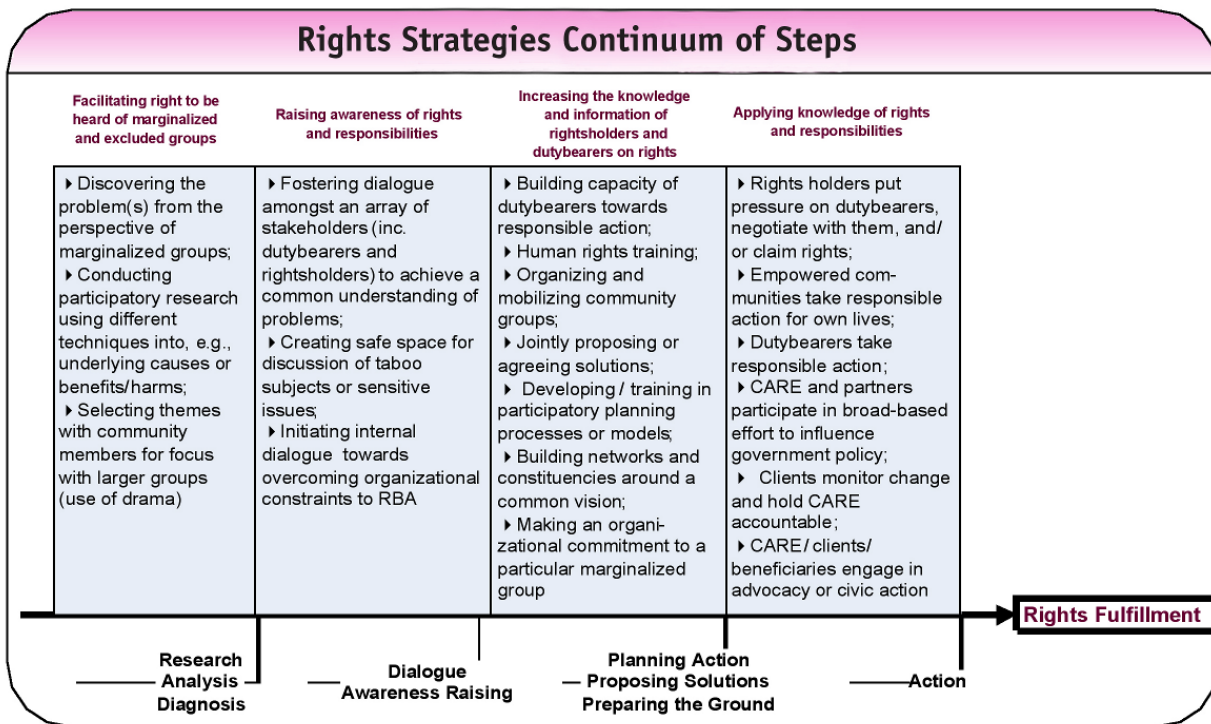 Rights Strategies Continuum of Steps
Facilitating right to be
heard of marginalized
and excluded groups
Raising awareness of rights
and responsibilities
Increasing the knowledge
and information of
rightsholders and
dutybearers on rights
Applying knowledge of rights
and responsibilities
Discovering the
problem(s) from the
perspective of
marginalized groups;
Conducting
participatory research
using different
techniques into, e.g.,
underlying causes or
benefits/harms;
Selecting themes
with community
members for focus
with larger groups
(use of drama)
Fostering dialogue
amongst an array of
stakeholders (inc.
dutybearers and
rightsholders) to achieve a
common understanding of
problems;
Creating safe space for
discussion of taboo
subjects or sensitive
issues;
Initiating internal
dialogue towards
overcoming organizational
constraints to RBA
Building capacity of
dutybearers towards
responsible action;
Human rights training;
Organizing and
mobilizing community
groups;
Jointly proposing or
agreeing solutions;
Developing / training in
participatory planning
processes or models;
Building networks and
constituencies around a
common vision;
Making an organi-
zational commitment to a
particular marginalized
group
Rights holders put
pressure on dutybearers,
negotiate with them, and/
or claim rights;
Empowered com-
munities take responsible
action for own lives;
Dutybearers take
responsible action;
CARE and partners
participate in broad-based
effort to influence
government policy;
Clients monitor change
and hold CARE
accountable;
CARE/ clients/
beneficiaries engage in
advocacy or civic action
Rights Fulfillment
Research
Analysis
Diagnosis
Dialogue
Awareness Raising
Planning Action
Proposing Solutions
Preparing the Ground
Action